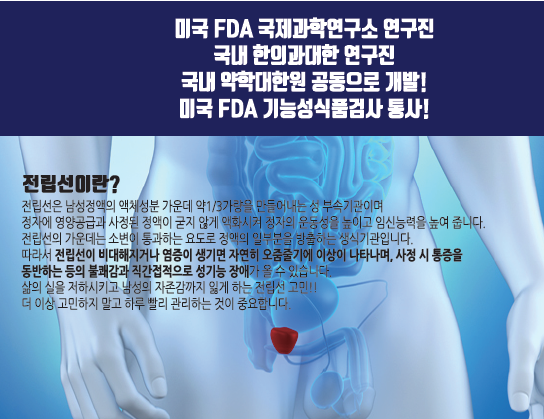 미국 FDA 국제과학연구소 연구진
국내 한의과대한 연구진
국내 약학대한원 공동으로 개발!
미국 FDA 기능성식품검사 통사!
전립선이란?
전립선은 남성정액의 액체성분 가운데 약1/3가량을 만들어내는 성 부속기관이며
정자에 영양공급과 사정된 정액이 굳지 않게 액화시켜 정자의 운동성을 높이고 임신능력을 높여 줍니다.
전립선의 가운데는 소변이 통과하는 요도로 정액의 일부분을 방출하는 생식기관입니다.
따라서 전립선이 비대해지거나 염증이 생기면 자연히 오줌줄기에 이상이 나타나며, 사정 시 통증을
동반하는 등의 불쾌감과 직간접적으로 성기능 장애가 올 수 있습니다.
삶의 실을 저하시키고 남성의 자존감까지 잃게 하는 전립선 고민!!
더 이상 고민하지 말고 하루 빨리 관리하는 것이 중요합니다.